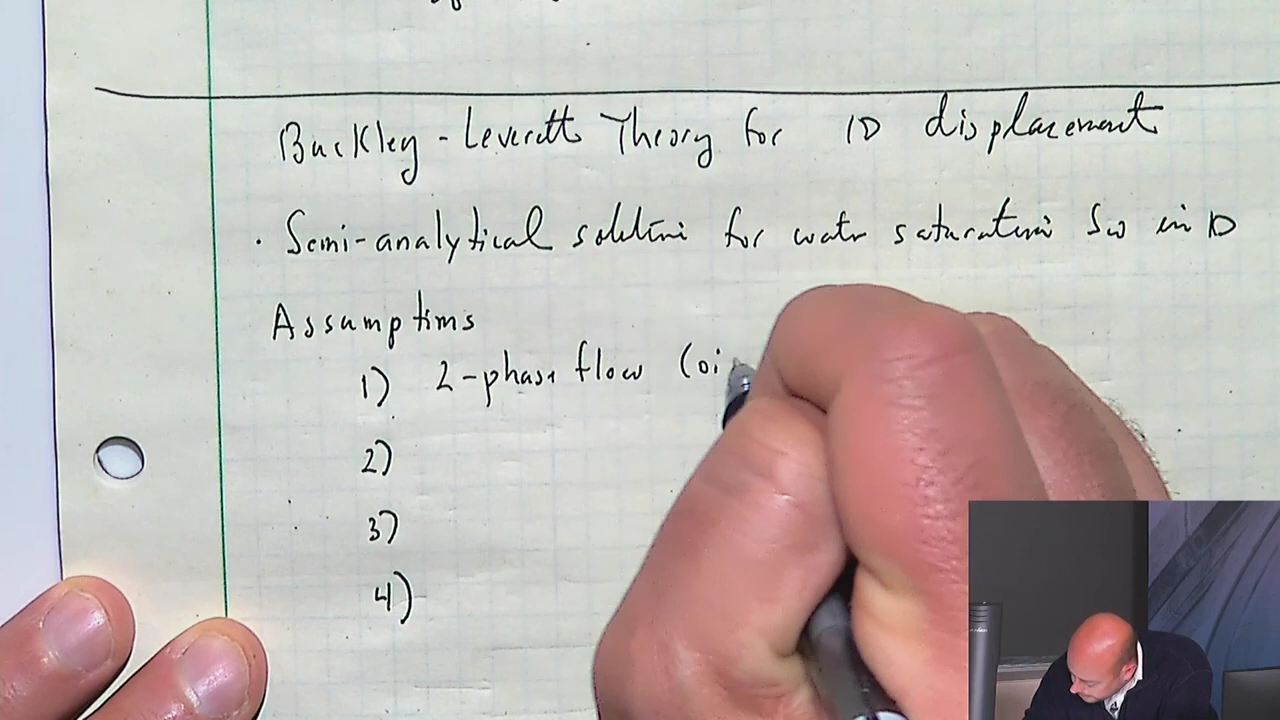 Buckley-Leverett Theory for 1D displacement
· Semi-analytical solution for water saturation Sw in 1D
Assumptions
1) 2-phase flow (oi
2)
3)
4)